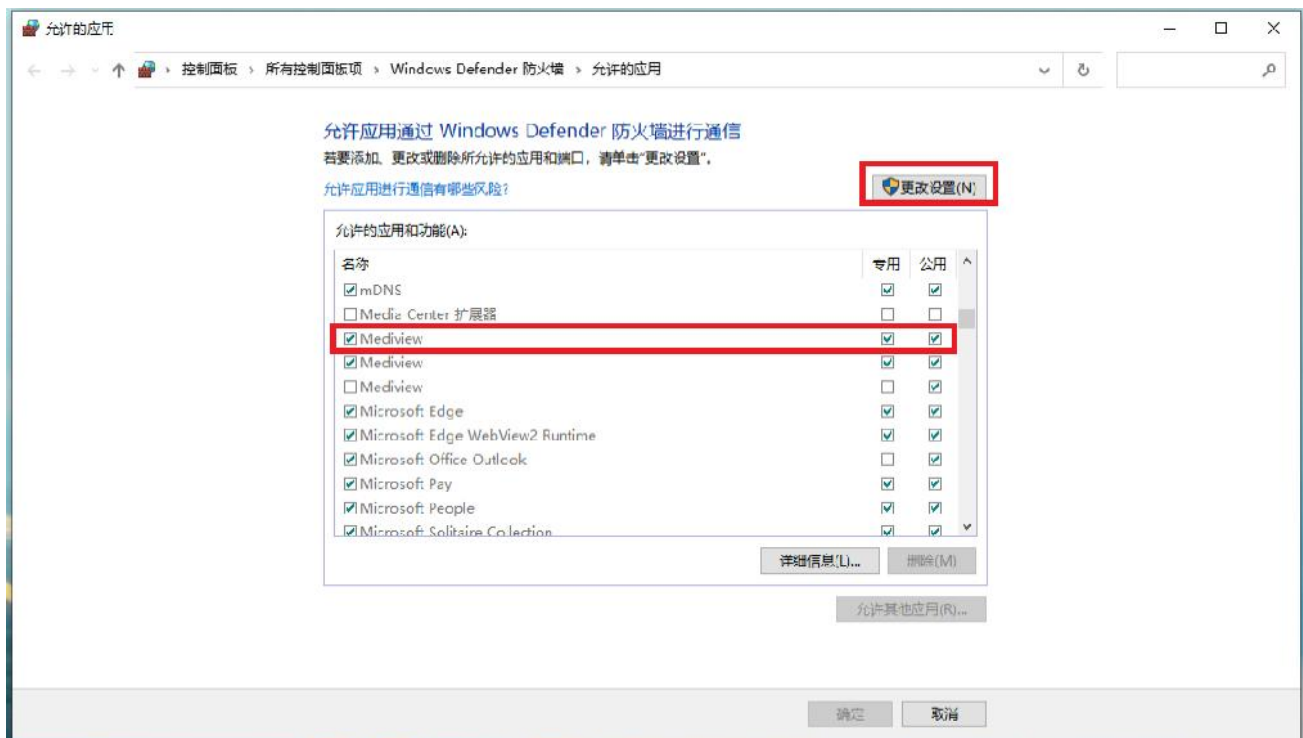 允许的应用
控制面板 › 所有控制面板项 › Windows Defender 防火墙 › 允许的应用
允许应用通过 Windows Defender 防火墙进行通信
若要添加、更改或删除所允许的应用和端口，请单击"更改设置"。
允许应用进行通信有哪些风险?
更改设置(N)
允许的应用和功能(A):
名称 专用 公用
mDNS
Media Center 扩展器
Mediview
Mediview
Mediview
Microsoft Edge
Microsoft Edge WebView2 Runtime
Microsoft Office Outlook
Microsoft Pay
Microsoft People
Microsoft Solitaire Collection
详细信息(L)... 删除(M)
允许其他应用(R)...
确定 取消